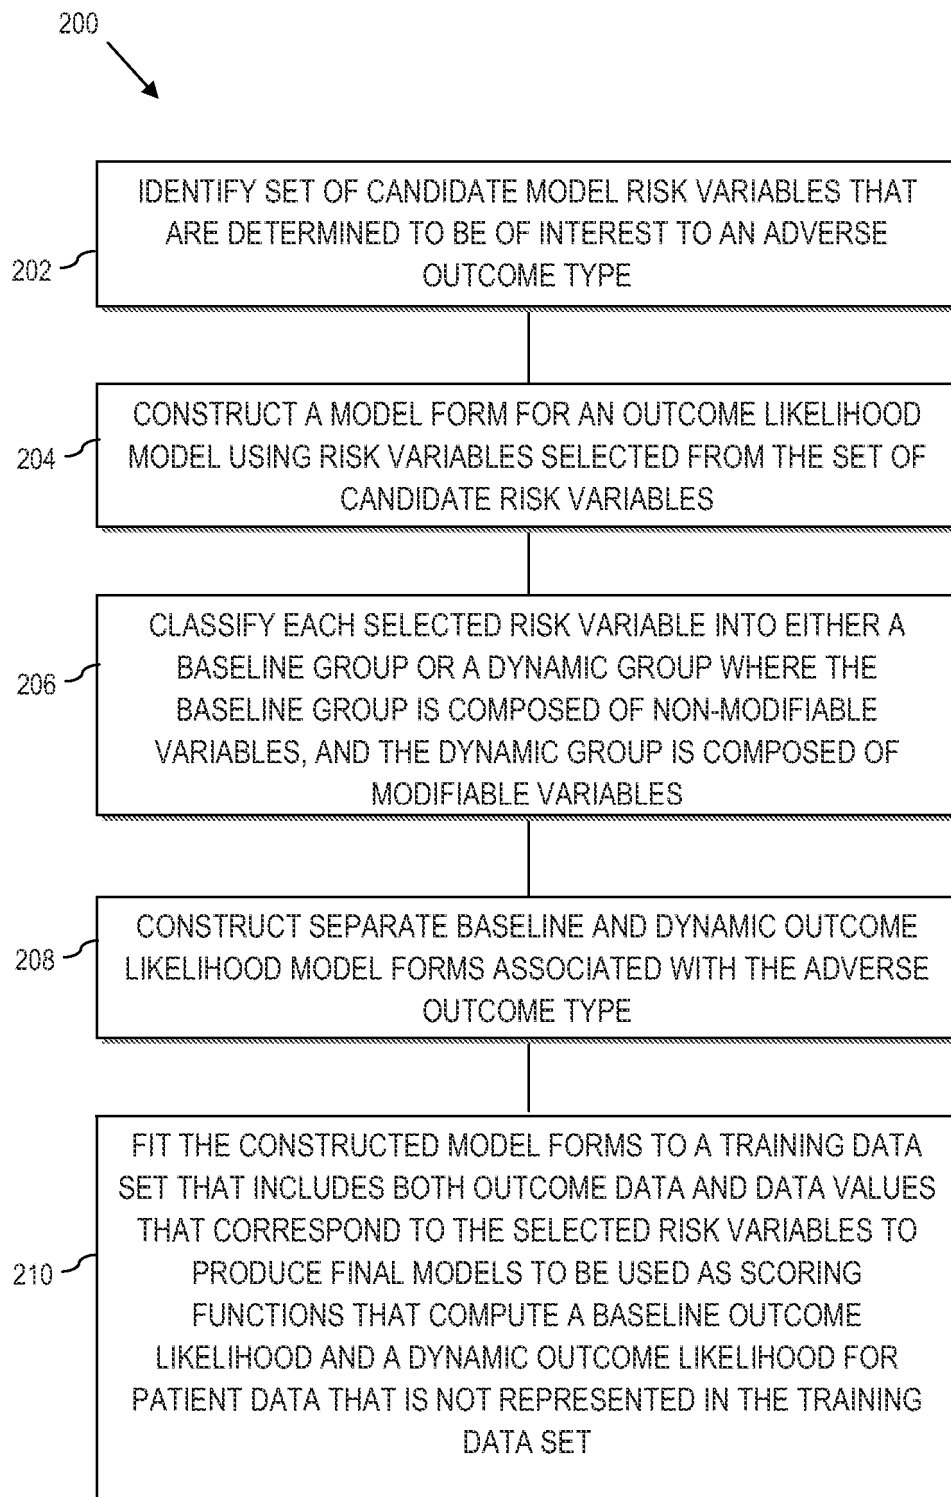 200
IDENTIFY SET OF CANDIDATE MODEL RISK VARIABLES THAT
ARE DETERMINED TO BE OF INTEREST TO AN ADVERSE
OUTCOME TYPE
202
CONSTRUCT A MODEL FORM FOR AN OUTCOME LIKELIHOOD
MODEL USING RISK VARIABLES SELECTED FROM THE SET OF
CANDIDATE RISK VARIABLES
204
CLASSIFY EACH SELECTED RISK VARIABLE INTO EITHER A
BASELINE GROUP OR A DYNAMIC GROUP WHERE THE
BASELINE GROUP IS COMPOSED OF NON-MODIFIABLE
VARIABLES, AND THE DYNAMIC GROUP IS COMPOSED OF
MODIFIABLE VARIABLES
206
CONSTRUCT SEPARATE BASELINE AND DYNAMIC OUTCOME
LIKELIHOOD MODEL FORMS ASSOCIATED WITH THE ADVERSE
OUTCOME TYPE
208
FIT THE CONSTRUCTED MODEL FORMS TO A TRAINING DATA
SET THAT INCLUDES BOTH OUTCOME DATA AND DATA VALUES
THAT CORRESPOND TO THE SELECTED RISK VARIABLES TO
PRODUCE FINAL MODELS TO BE USED AS SCORING
FUNCTIONS THAT COMPUTE A BASELINE OUTCOME
LIKELIHOOD AND A DYNAMIC OUTCOME LIKELIHOOD FOR
PATIENT DATA THAT IS NOT REPRESENTED IN THE TRAINING
DATA SET
210